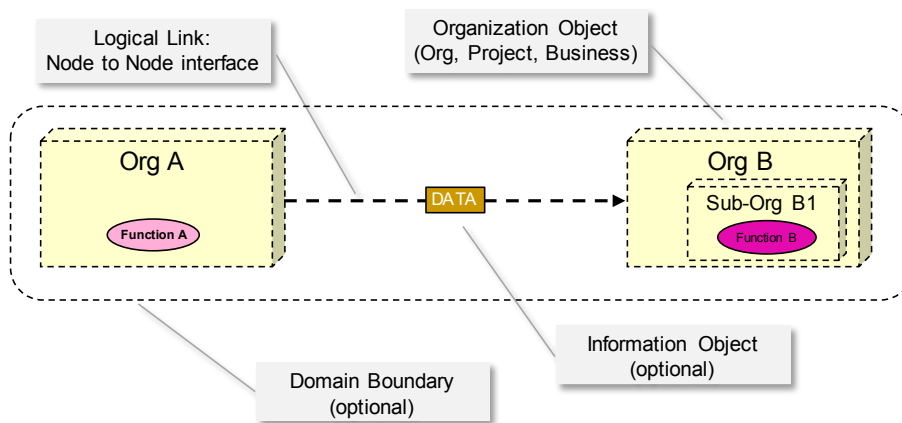 Logical Link:
Node to Node interface
Organization Object
(Org, Project, Business)
Org A
Function A
DATA
Org B
Sub-Org B1
Function B
Domain Boundary
(optional)
Information Object
(optional)